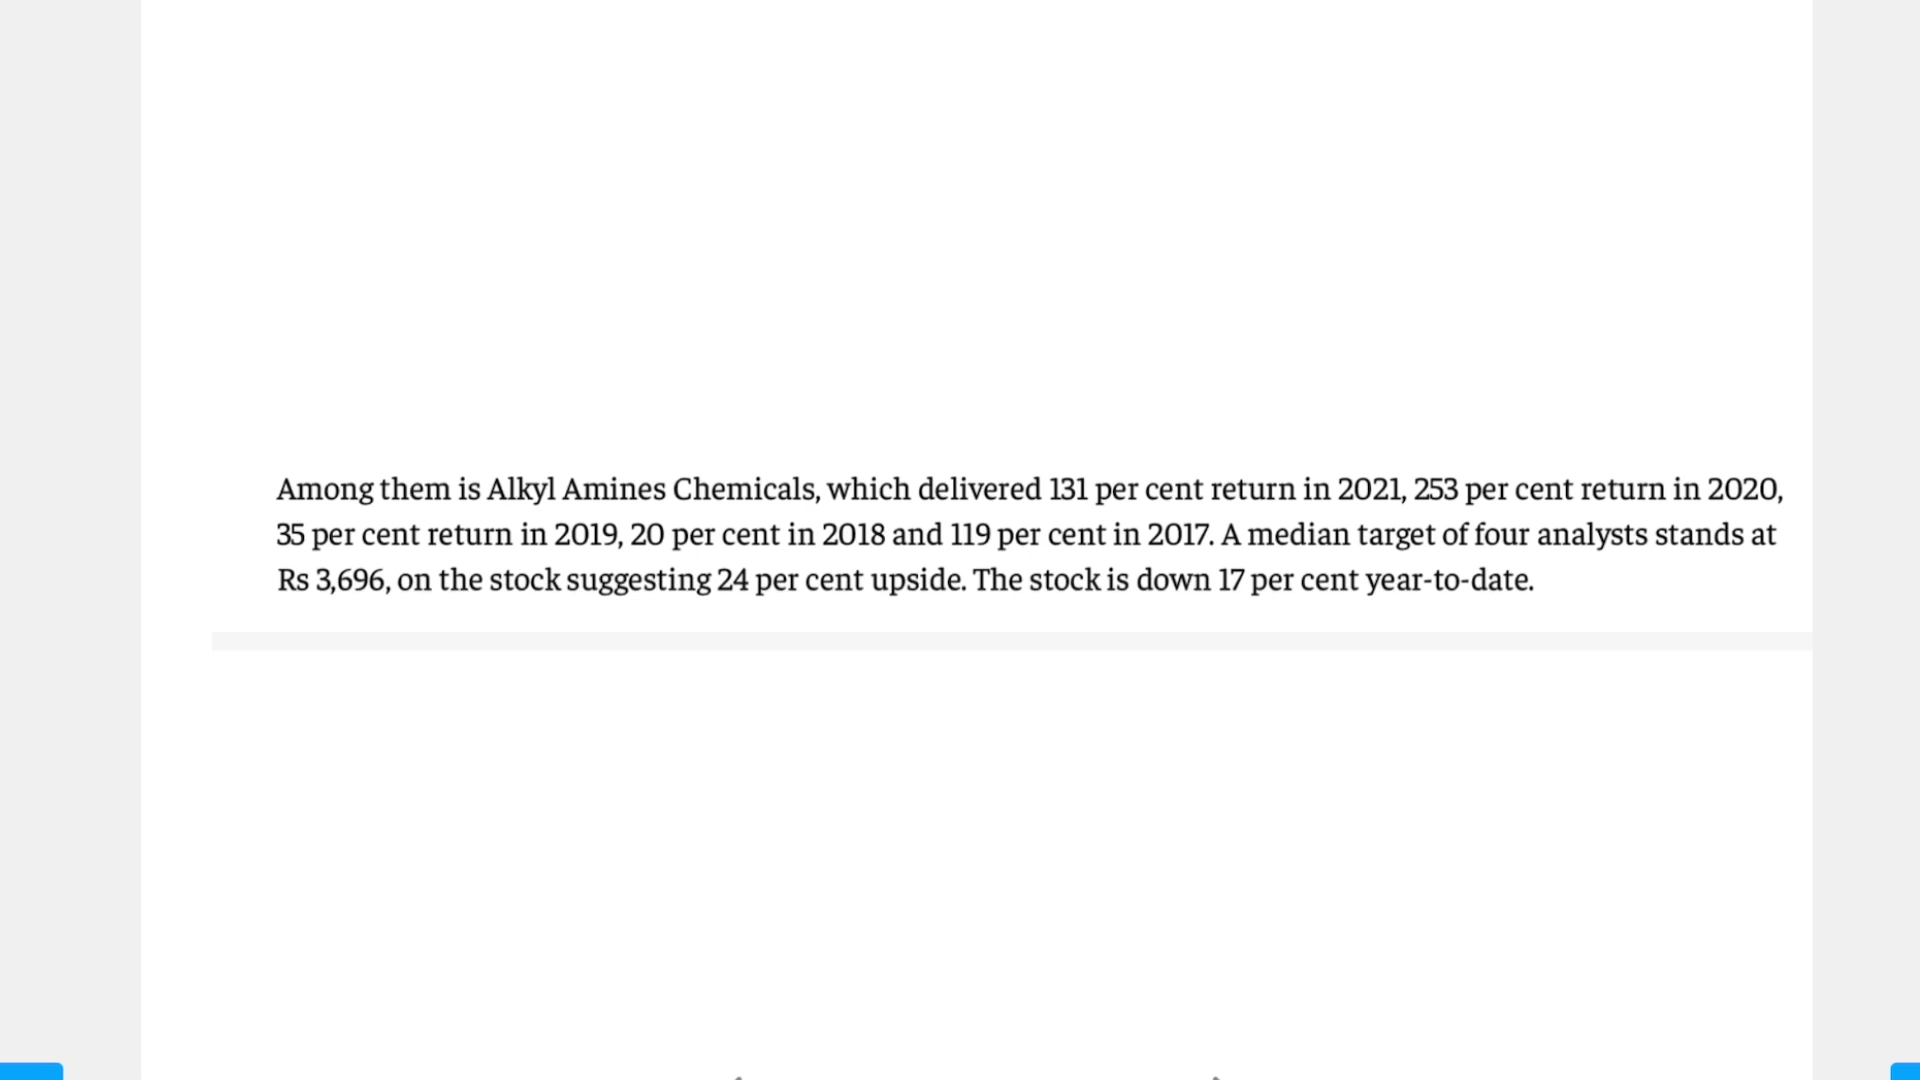 Among them is Alkyl Amines Chemicals, which delivered 131 per cent return in 2021, 253 per cent return in 2020,
35 per cent return in 2019, 20 per cent in 2018 and 119 per cent in 2017. A median target of four analysts stands at
Rs 3,696, on the stock suggesting 24 per cent upside. The stock is down 17 per cent year-to-date.